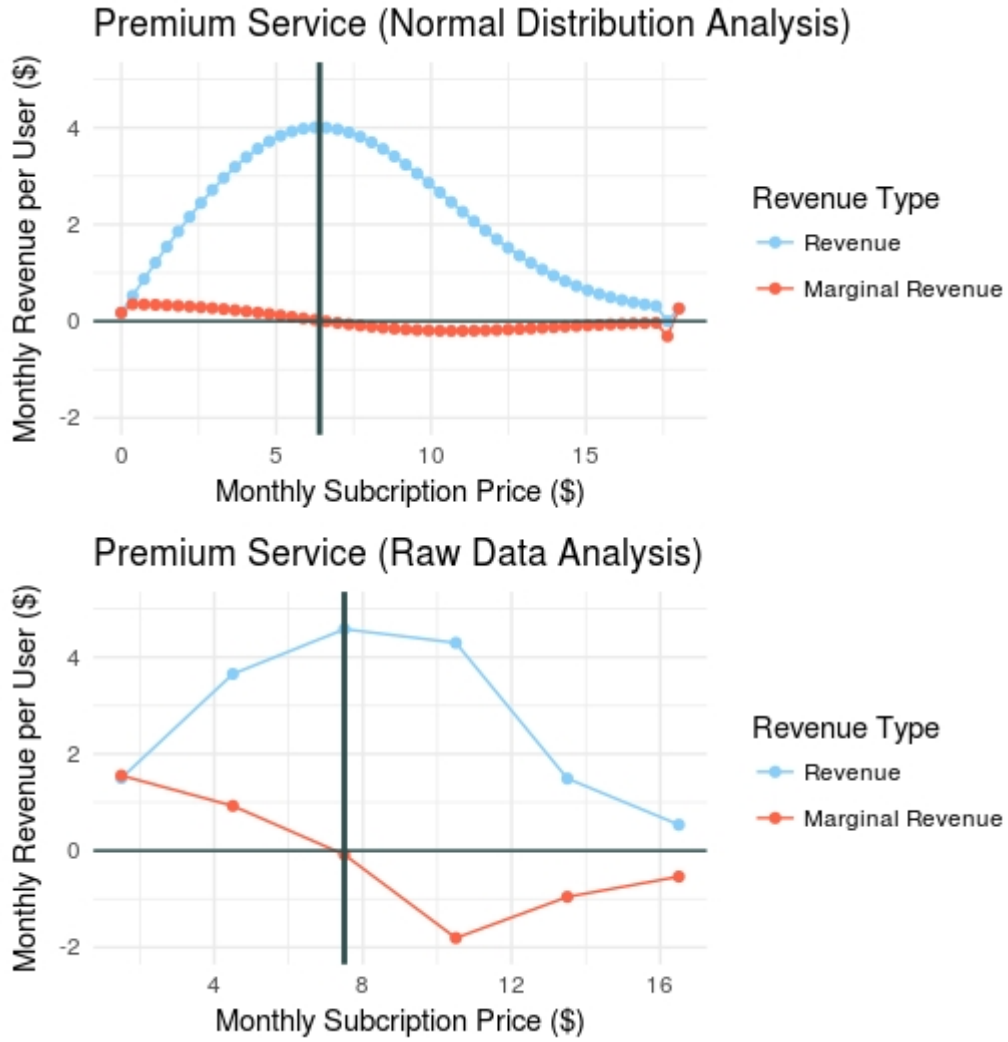 Premium Service (Normal Distribution Analysis)
Monthly Revenue per User ($)
4
2
0
-2
0
5
10
15
Monthly Subcription Price ($)
Revenue Type
Revenue
Marginal Revenue
Premium Service (Raw Data Analysis)
Monthly Revenue per User ($)
4
2
0
-2
4
8
12
16
Monthly Subcription Price ($)
Revenue Type
Revenue
Marginal Revenue